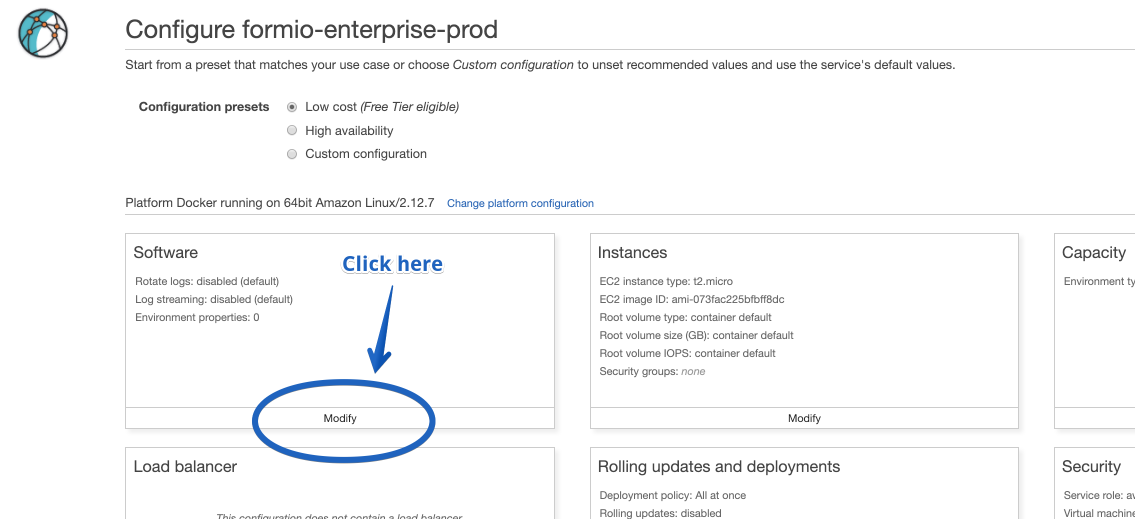 Configure formio-enterprise-prod
Start from a preset that matches your use case or choose Custom configuration to unset recommended values and use the service's default values.
Configuration presets
Low cost (Free Tier eligible)
High availability
Custom configuration
Platform Docker running on 64bit Amazon Linux/2.12.7 Change platform configuration
Software
Rotate logs: disabled (default)
Log streaming: disabled (default)
Environment properties: 0
Click here
Modify
Instances
EC2 instance type: t2.micro
EC2 image ID: ami-073fac225bfbff8dc
Root volume type: container default
Root volume size (GB): container default
Root volume IOPS: container default
Security groups: none
Modify
Capacity
Environment ty
Load balancer
This configuration does not contain a load balancer.
Rolling updates and deployments
Deployment policy: All at once
Rolling updates: disabled
Security
Service role: 
Virtual machine